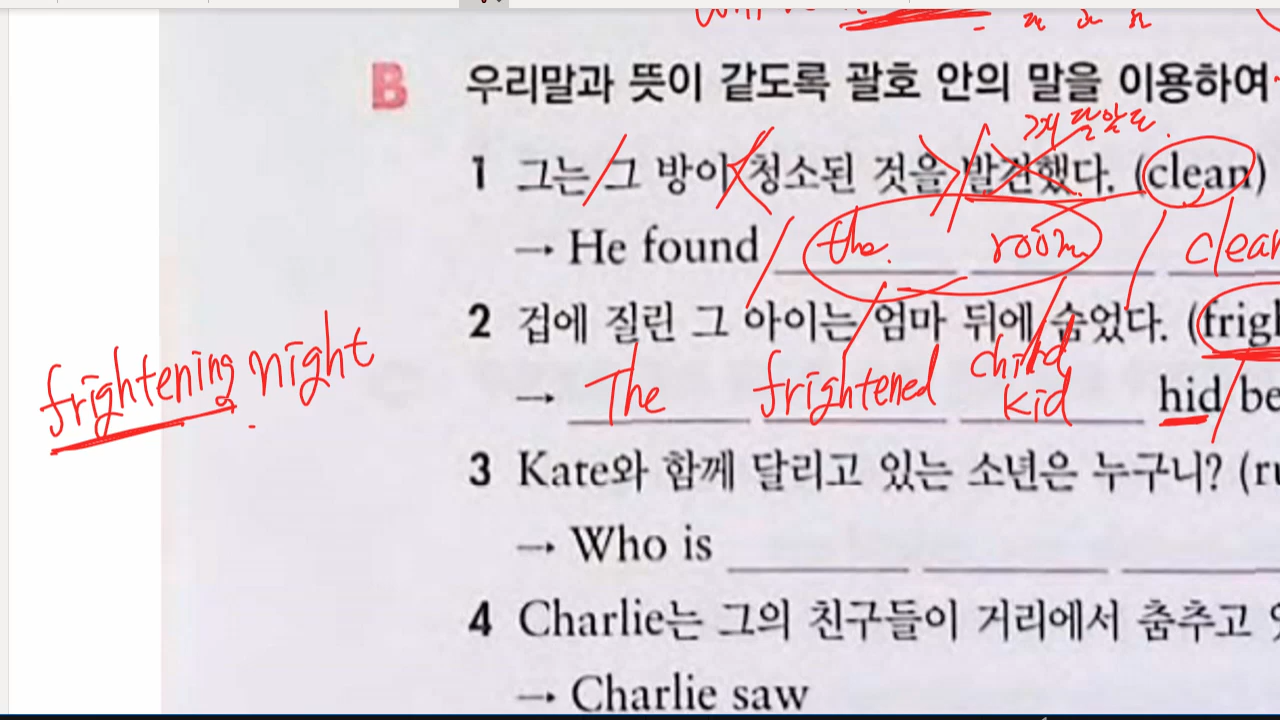 B 우리말과 뜻이 같도록 괄호 안의 말을 이용하여
깨달았다.
1 그는 그 방이 청소된 것을 발견했다. (clean)
→ He found the room clean
2 겁에 질린 그 아이는 엄마 뒤에 숨었다. (frigh
frightening night
child
→ The frightened kid hid be
3 Kate와 함께 달리고 있는 소년은 누구니? (ru
→ Who is
4 Charlie는 그의 친구들이 거리에서 춤추고 있
→ Charlie saw